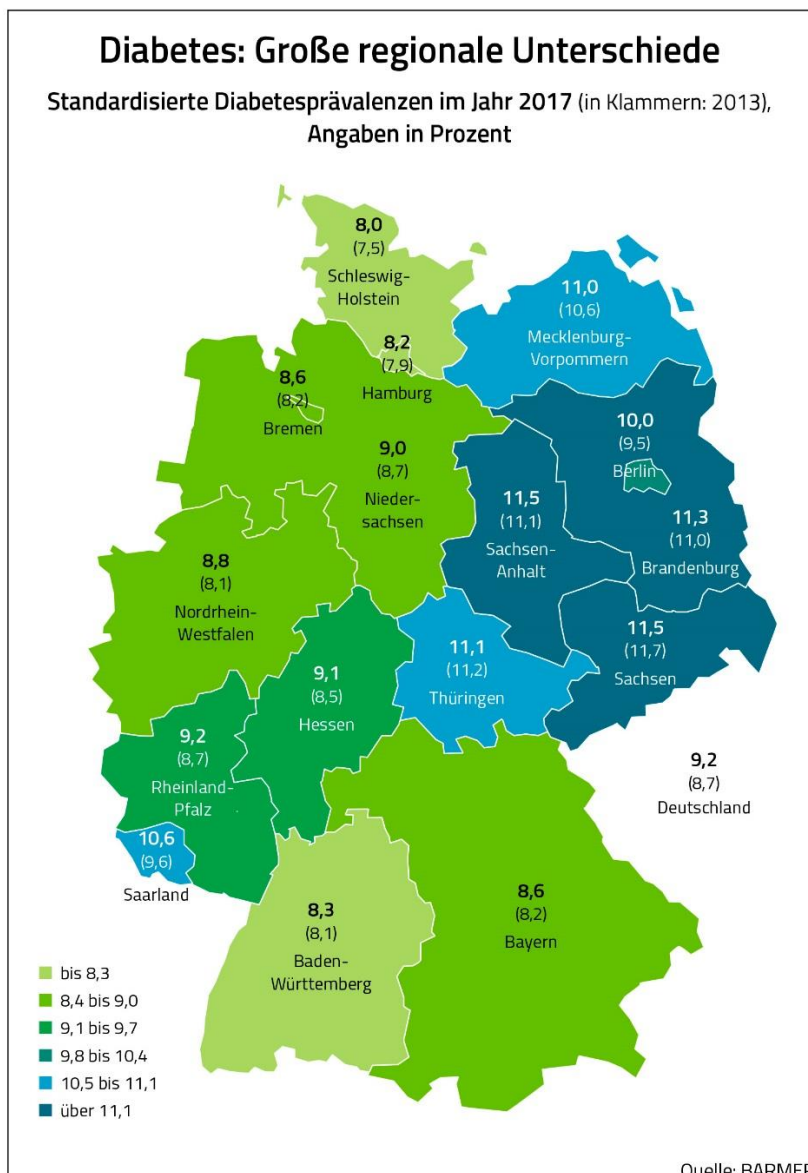 Diabetes: Große regionale Unterschiede
Standardisierte Diabetesprävalenzen im Jahr 2017 (in Klammern: 2013),
Angaben in Prozent
8,0
(7,5)
Schleswig-
Holstein
11,0
(10,6)
Mecklenburg-
Vorpommern
8,2
(7,9)
Hamburg
8,6
(8,2)
Bremen
9,0
(8,7)
Nieder-
sachsen
10,0
(9,5)
Berlin
11,5
(11,1)
Sachsen-
Anhalt
11,3
(11,0)
Brandenburg
8,8
(8,1)
Nordrhein-
Westfalen
9,1
(8,5)
Hessen
11,1
(11,2)
Thüringen
11,5
(11,7)
Sachsen
9,2
(8,7)
Rheinland-
Pfalz
9,2
(8,7)
Deutschland
10,6
(9,6)
Saarland
8,3
(8,1)
Baden-
Württemberg
8,6
(8,2)
Bayern
bis 8,3
8,4 bis 9,0
9,1 bis 9,7
9,8 bis 10,4
10,5 bis 11,1
über 11,1
Quelle: BARMER